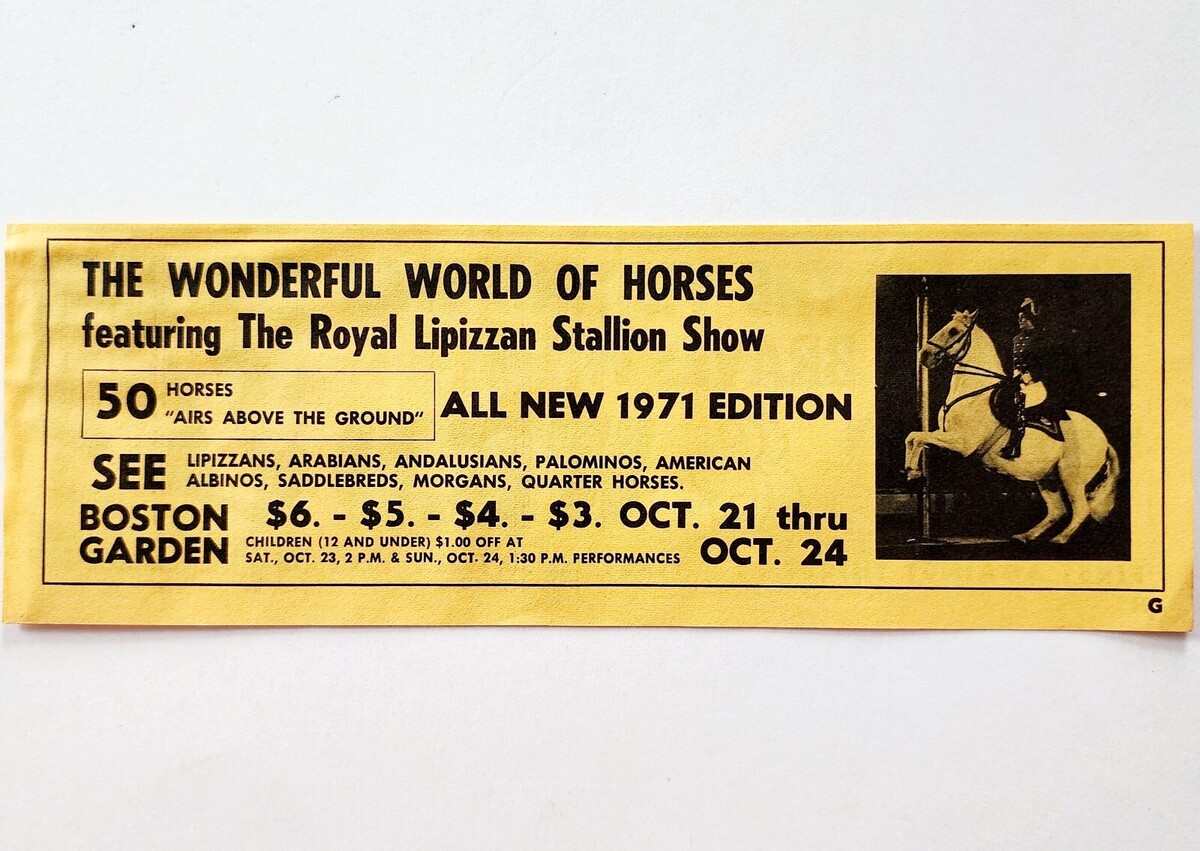 THE WONDERFUL WORLD OF HORSES
featuring The Royal Lipizzan Stallion Show
50 HORSES
"AIRS ABOVE THE GROUND"
ALL NEW 1971 EDITION
SEE LIPIZZANS, ARABIANS, ANDALUSIANS, PALOMINOS, AMERICAN
ALBINOS, SADDLEBREDS, MORGANS, QUARTER HORSES.
BOSTON GARDEN
$6. - $5. - $4. - $3. OCT. 21 thru
OCT. 24
CHILDREN (12 AND UNDER) $1.00 OFF AT
SAT., OCT. 23, 2 P.M. & SUN., OCT. 24, 1:30 P.M. PERFORMANCES
G